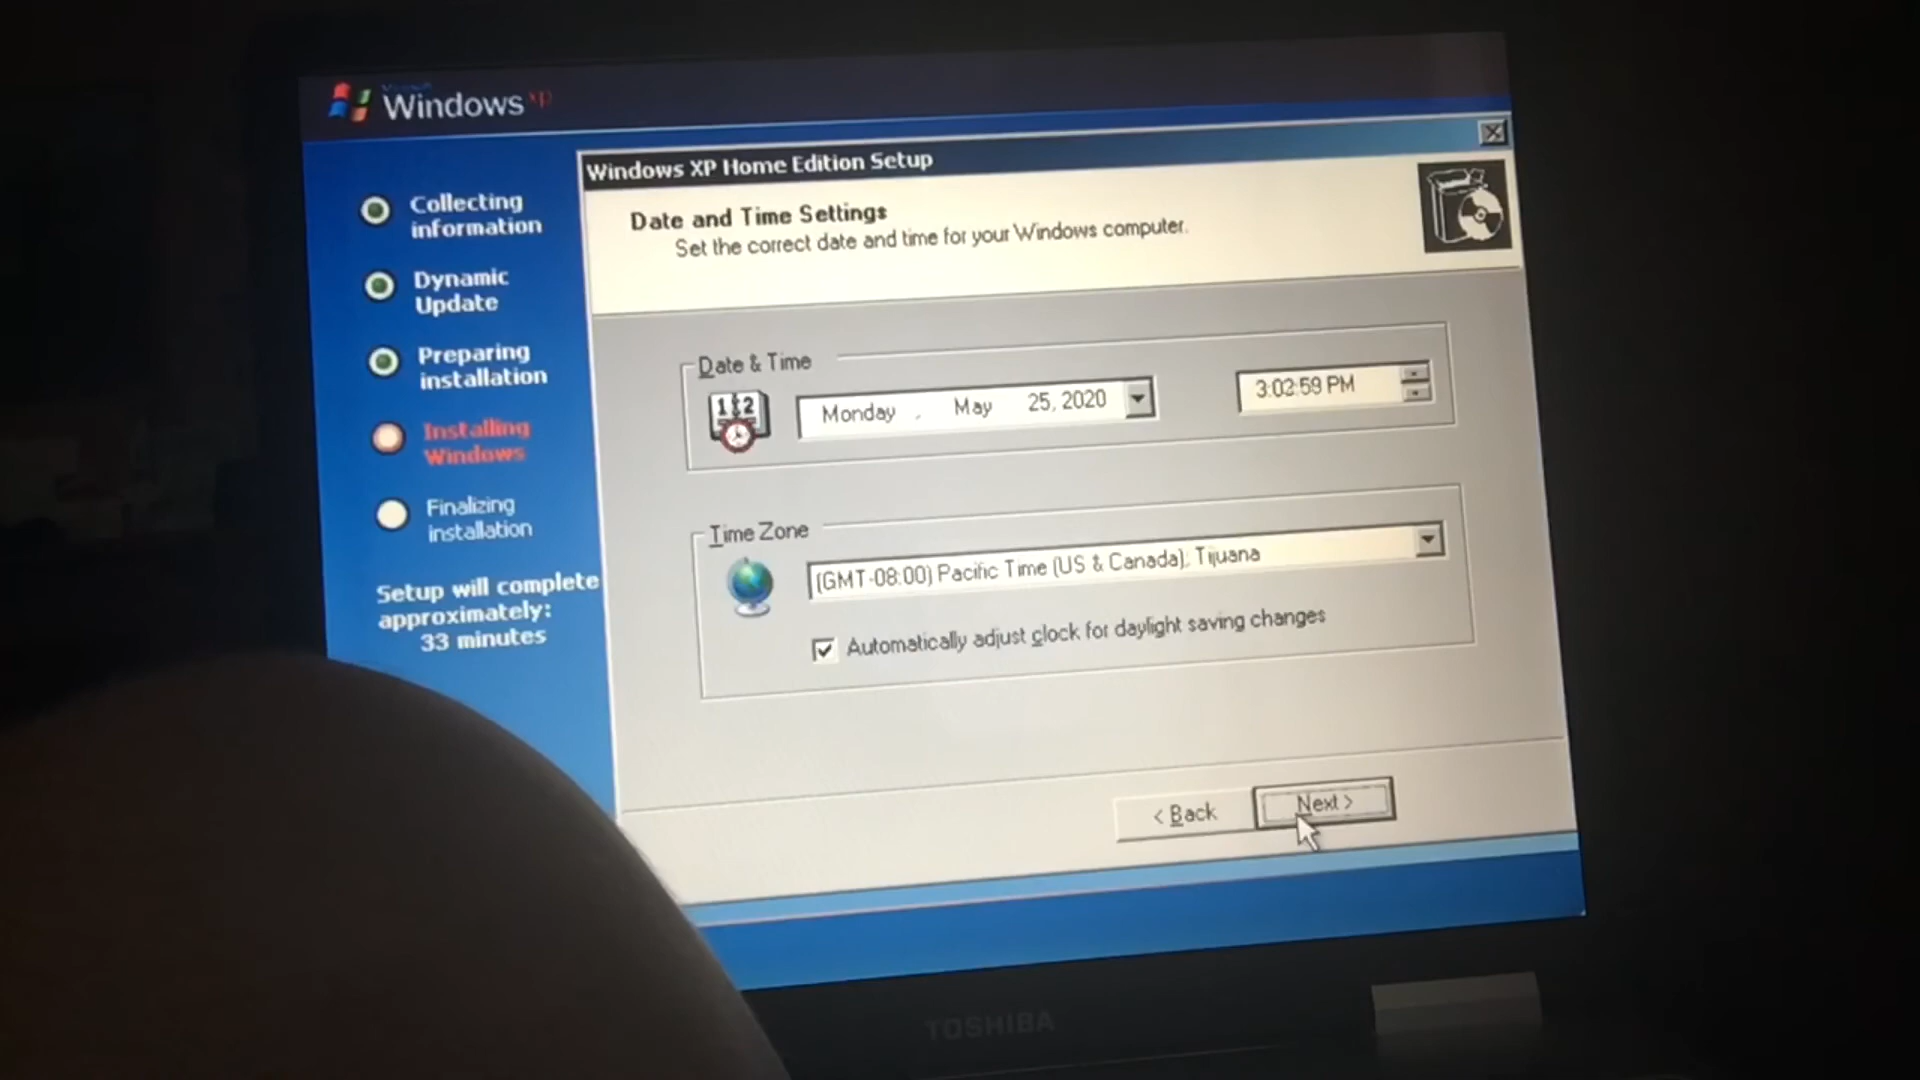 Microsoft
Windows xp
Collecting
information
Dynamic
Update
Preparing
installation
Installing
Windows
Finalizing
installation
Setup will complete
approximately:
33 minutes
Windows XP Home Edition Setup
Date and Time Settings
Set the correct date and time for your Windows computer.
Date & Time
12
Monday , May 25, 2020
3:02:59 PM
Time Zone
(GMT-08:00) Pacific Time (US & Canada); Tijuana
Automatically adjust clock for daylight saving changes
< Back
Next >
TOSHIBA